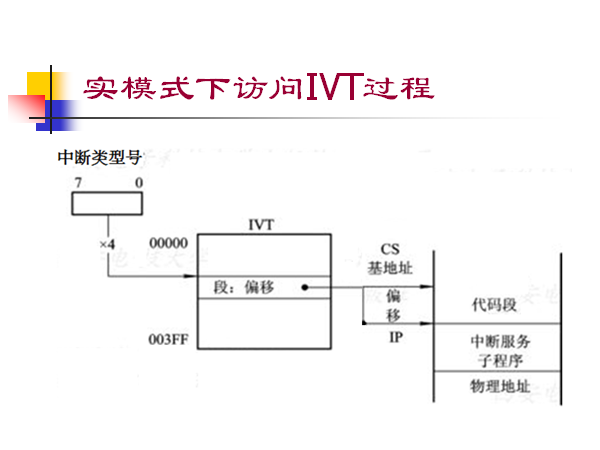 实模式下访问IVT过程
中断类型号
7 0
IVT
×4 00000
CS
基地址
段：偏移
偏
移
代码段
003FF
IP
中断服务
子程序
物理地址